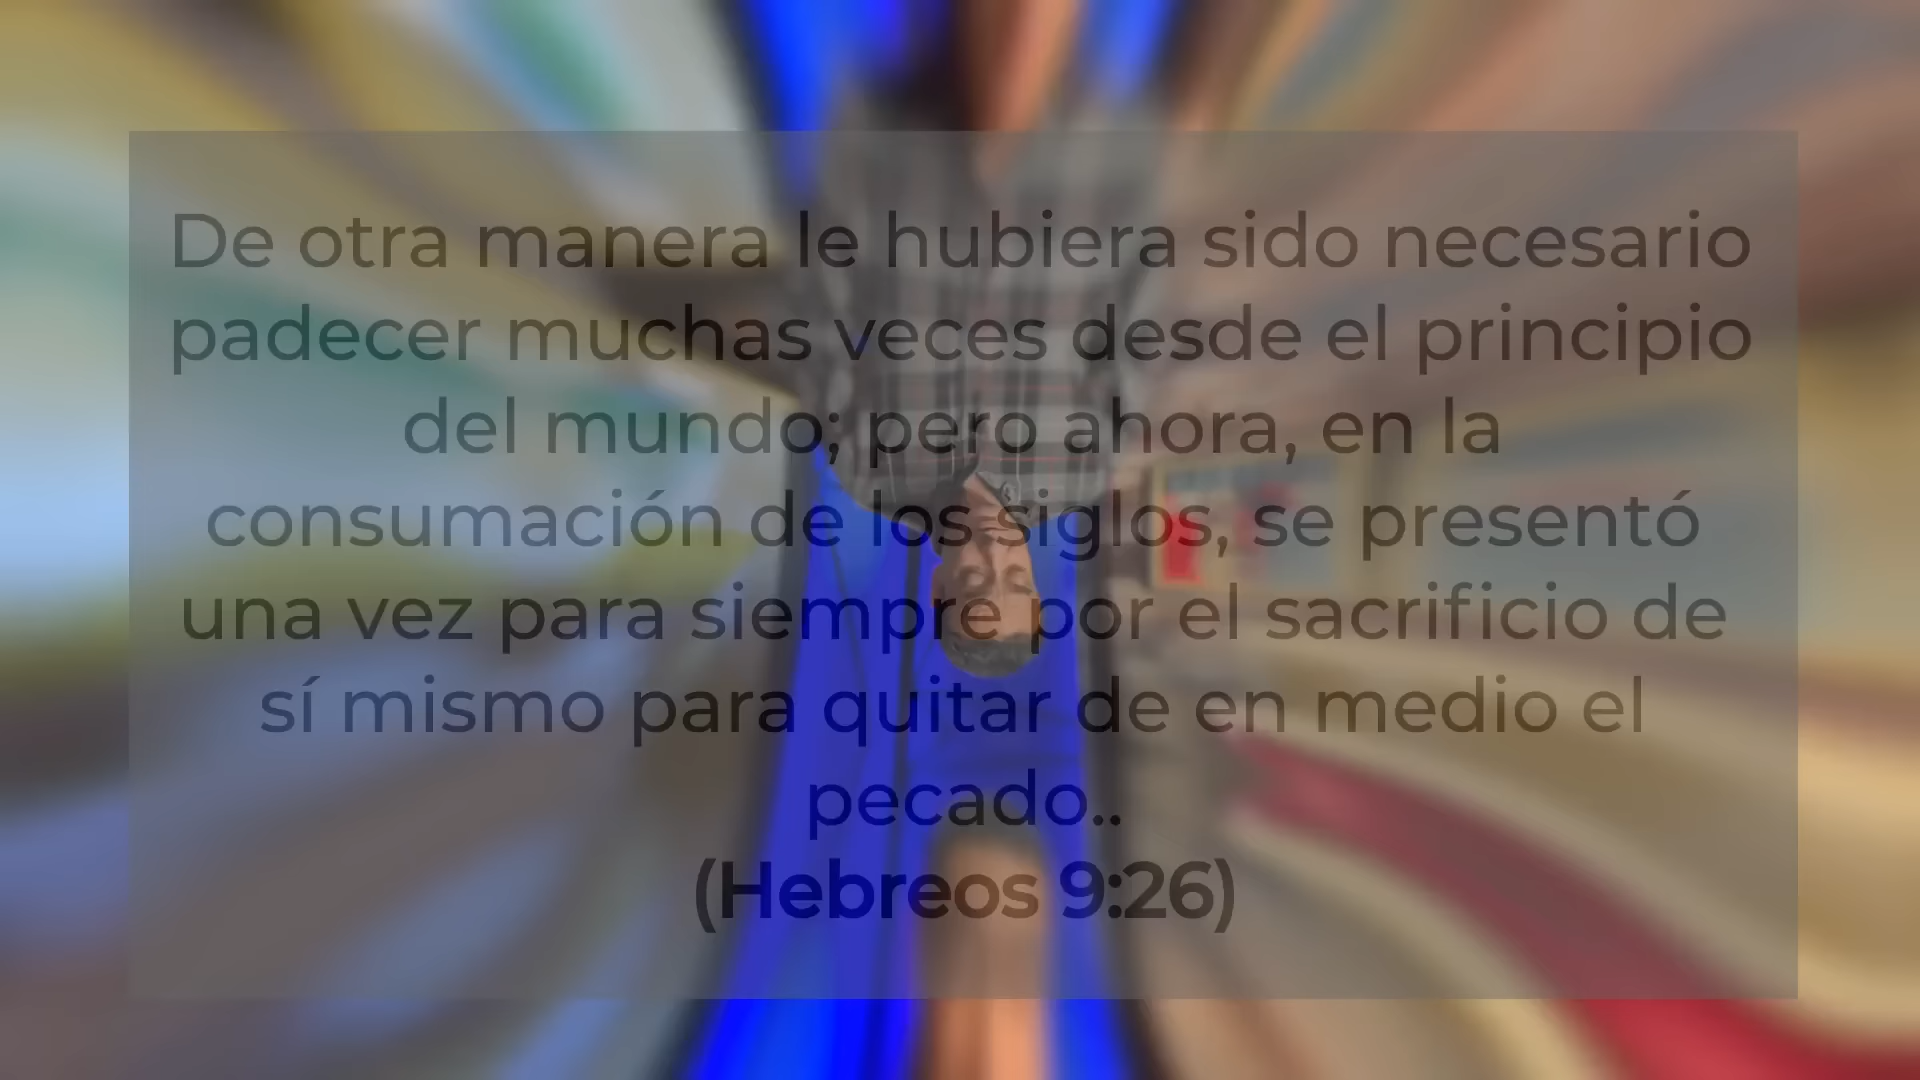 De otra manera le hubiera sido necesario
padecer muchas veces desde el principio
del mundo; pero ahora, en la
consumación de los siglos, se presentó
una vez para siempre por el sacrificio de
sí mismo para quitar de en medio el
pecado..
(Hebreos 9:26)